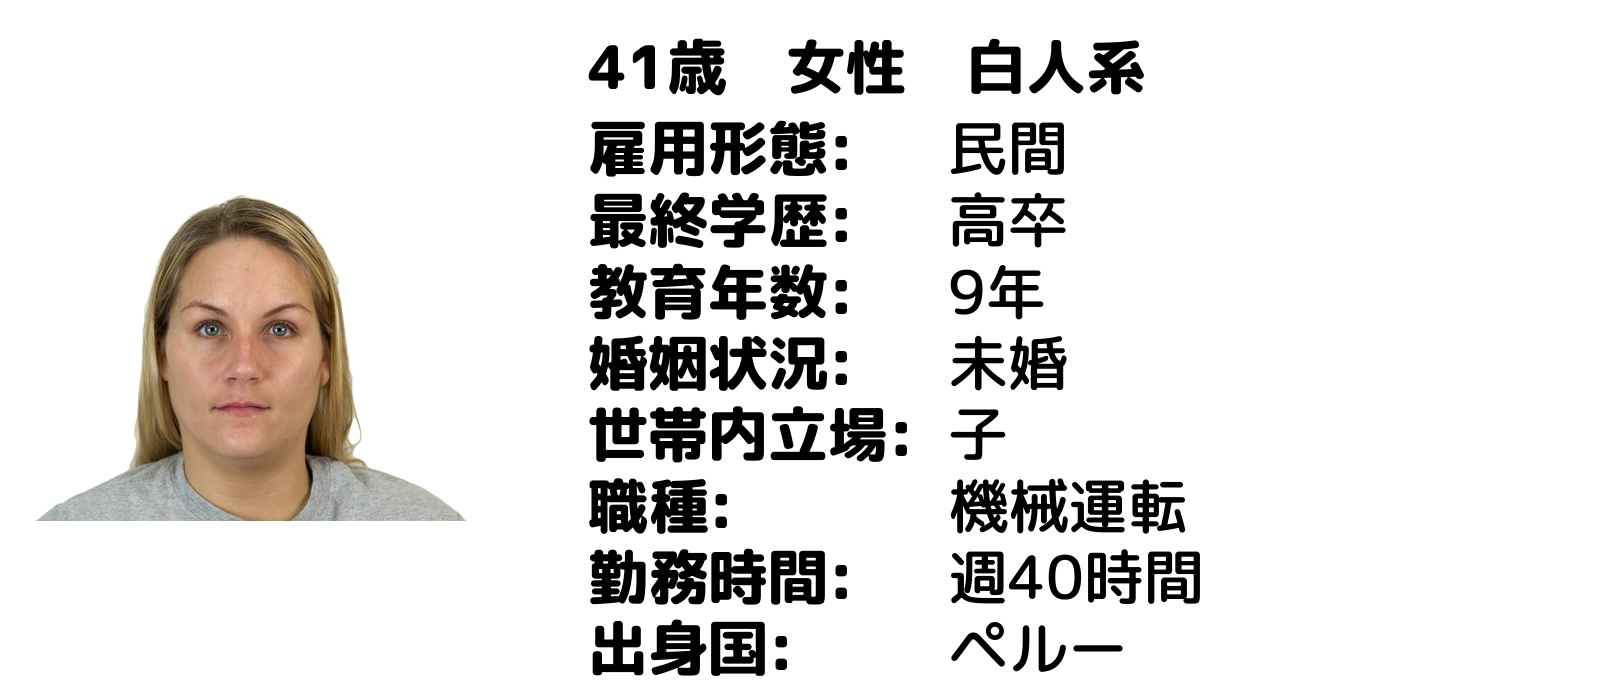 41歳　女性　白人系
雇用形態: 民間
最終学歴: 高卒
教育年数: 9年
婚姻状況: 未婚
世帯内立場: 子
職種: 機械運転
勤務時間: 週40時間
出身国: ペルー